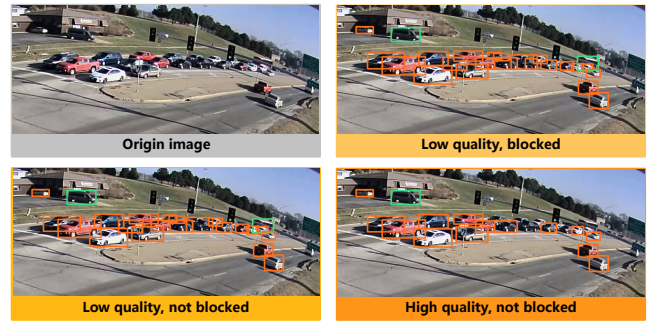 Origin image
Low quality, blocked
Low quality, not blocked
High quality, not blocked